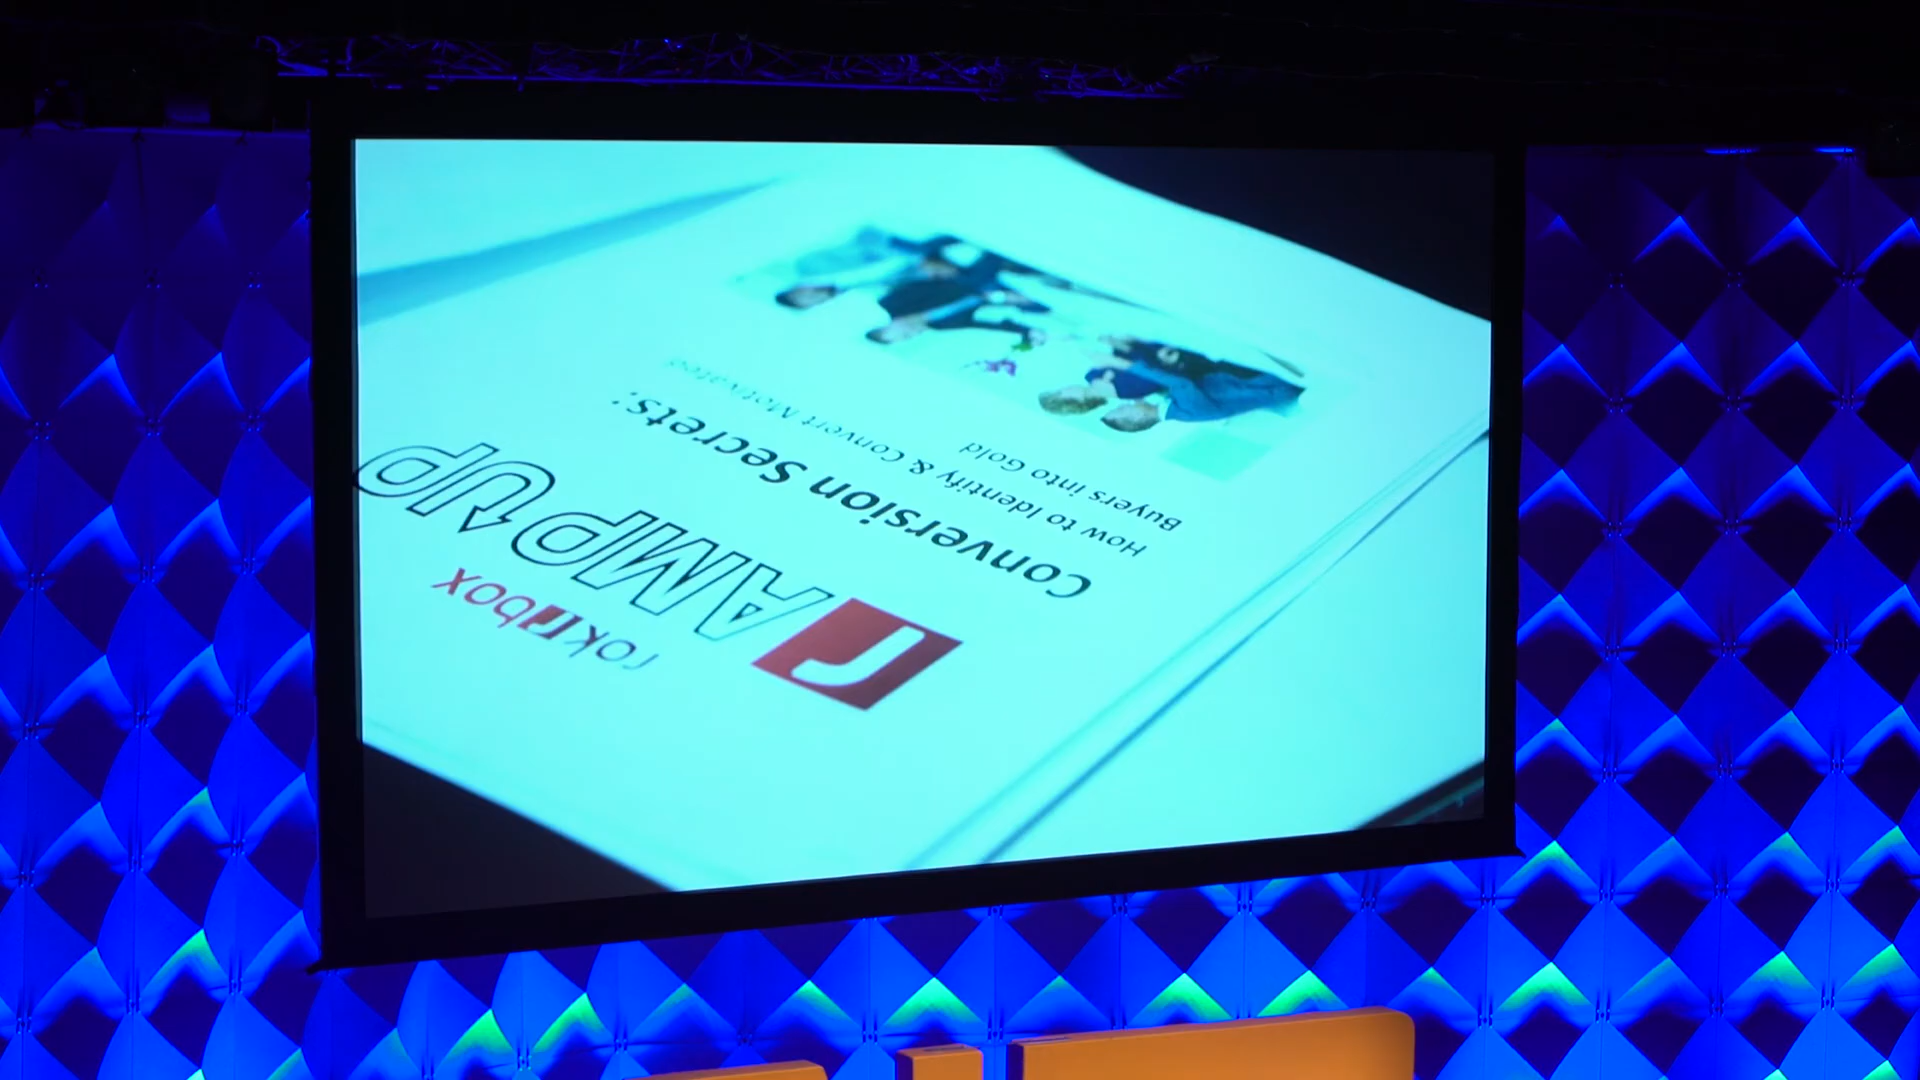 rokrbox
AMP UP
Conversion Secrets:
How to Identify & Convert Motivated
Buyers into Gold